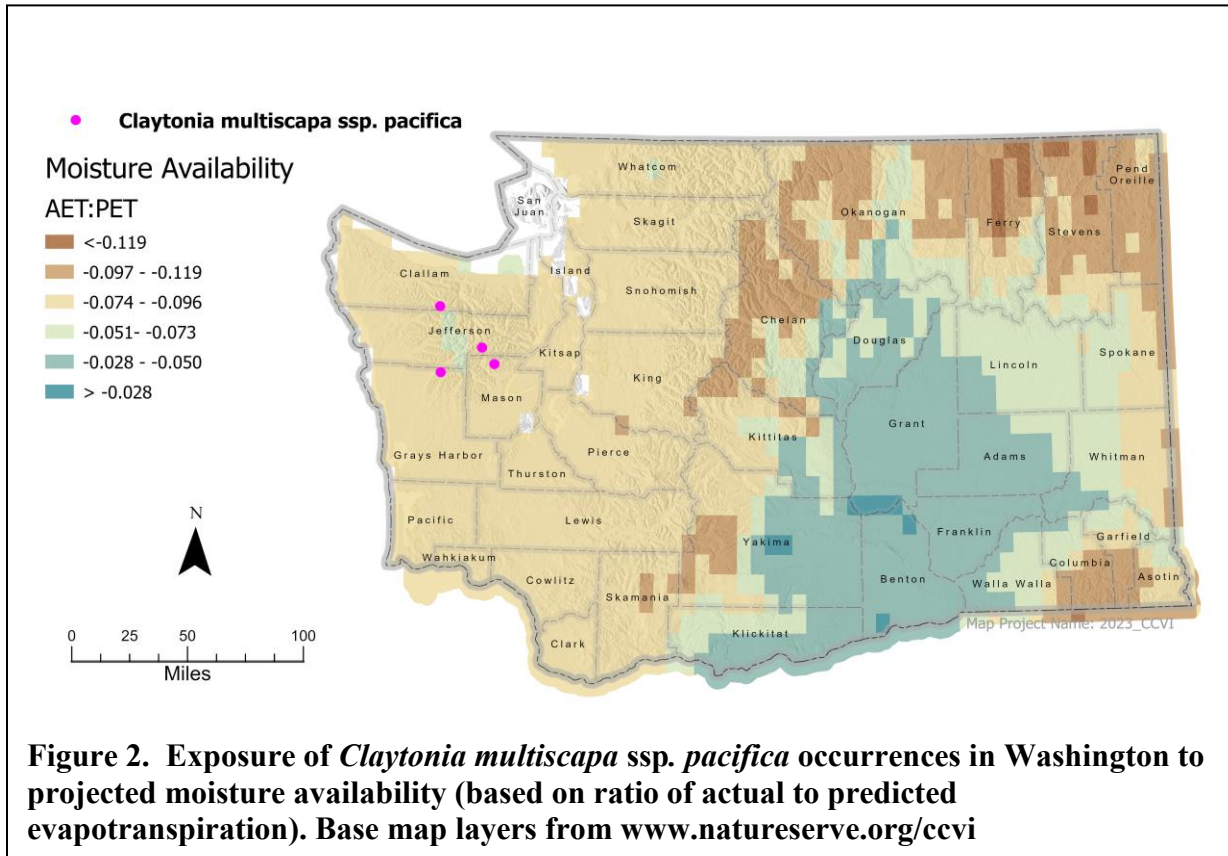 Claytonia multiscapa ssp. pacifica
Moisture Availability
AET:PET
<-0.119
-0.097 - -0.119
-0.074 - -0.096
-0.051- -0.073
-0.028 - -0.050
> -0.028
Whatcom
San
Juan
Skagit
Island
Clallam
Snohomish
Jefferson
Kitsap
King
Mason
Grays Harbor
Thurston
Pierce
Pacific
Lewis
Wahkiakum
Cowlitz
Skamania
Clark
Okanogan
Ferry
Stevens
Pend
Oreille
Chelan
Douglas
Lincoln
Spokane
Grant
Kittitas
Adams
Whitman
Yakima
Franklin
Garfield
Benton
Walla Walla
Columbia
Asotin
Klickitat
Map Project Name: 2023_CCVI
N
0 25 50 100
Miles
Figure 2. Exposure of Claytonia multiscapa ssp. pacifica occurrences in Washington to
projected moisture availability (based on ratio of actual to predicted
evapotranspiration). Base map layers from www.natureserve.org/ccvi